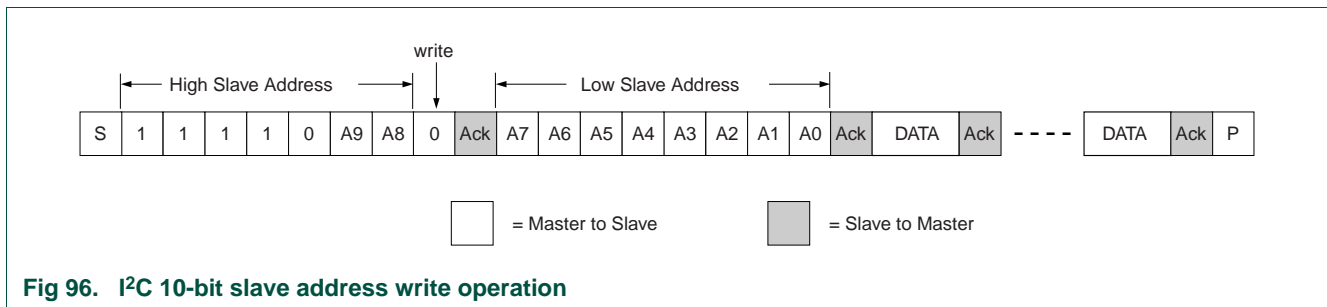 write
High Slave Address Low Slave Address
S 1 1 1 1 0 A9 A8 0 Ack A7 A6 A5 A4 A3 A2 A1 A0 Ack DATA Ack - - - - DATA Ack P
= Master to Slave = Slave to Master
Fig 96. I²C 10-bit slave address write operation